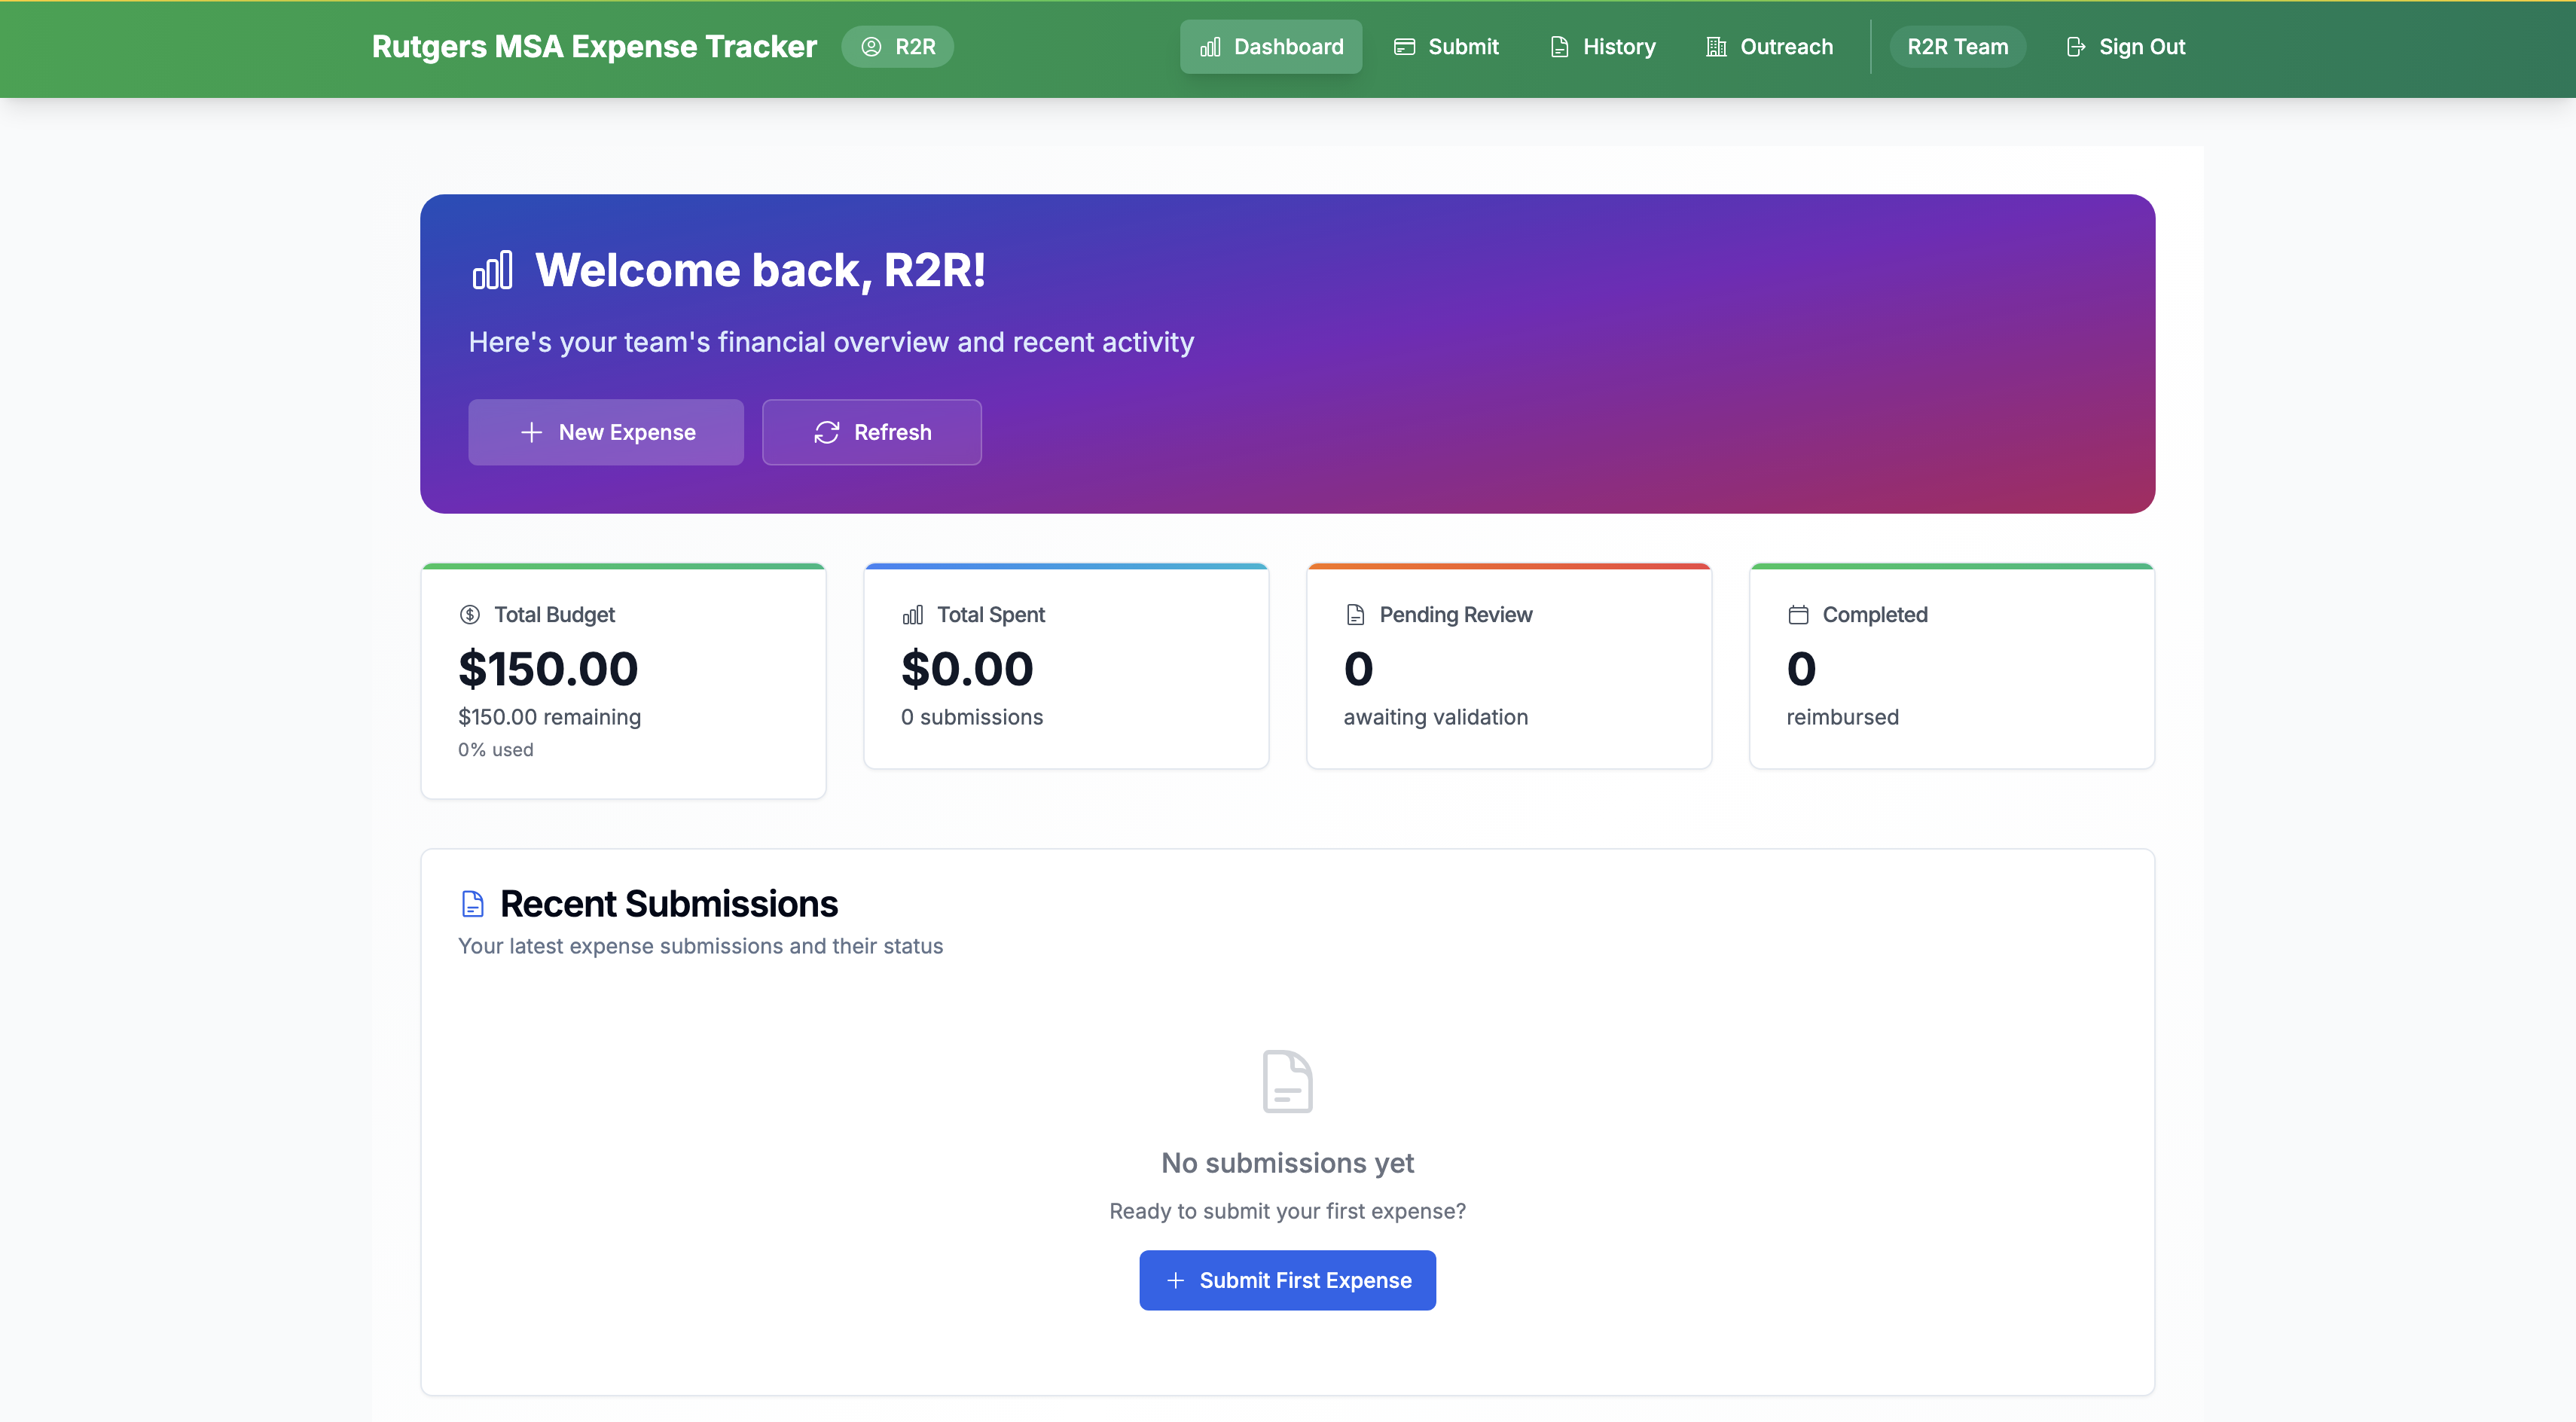 Rutgers MSA Expense Tracker
R2R
Dashboard
Submit
History
Outreach
R2R Team
Sign Out
Welcome back, R2R!
Here's your team's financial overview and recent activity
New Expense
Refresh
Total Budget
$150.00
$150.00 remaining
0% used
Total Spent
$0.00
0 submissions
Pending Review
0
awaiting validation
Completed
0
reimbursed
Recent Submissions
Your latest expense submissions and their status
No submissions yet
Ready to submit your first expense?
Submit First Expense